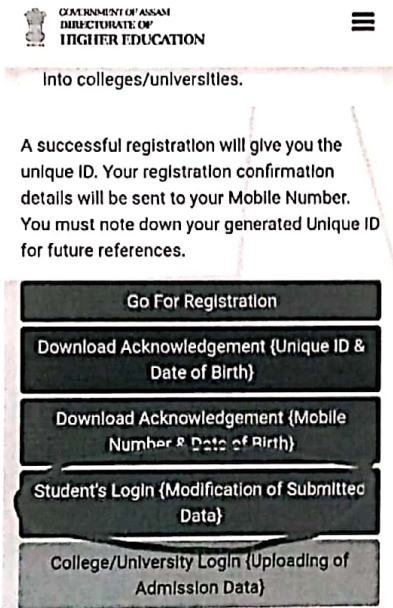 GOVERNMENT OF ASSAM
DIRECTORATE OF
HIGHER EDUCATION
into colleges/universities.
A successful registration will give you the
unique ID. Your registration confirmation
details will be sent to your Mobile Number.
You must note down your generated Unique ID
for future references.
Go For Registration
Download Acknowledgement {Unique ID &
Date of Birth}
Download Acknowledgement {Mobile
Number & Date of Birth}
Student's Login {Modification of Submitted
Data}
College/University Login {Uploading of
Admission Data}